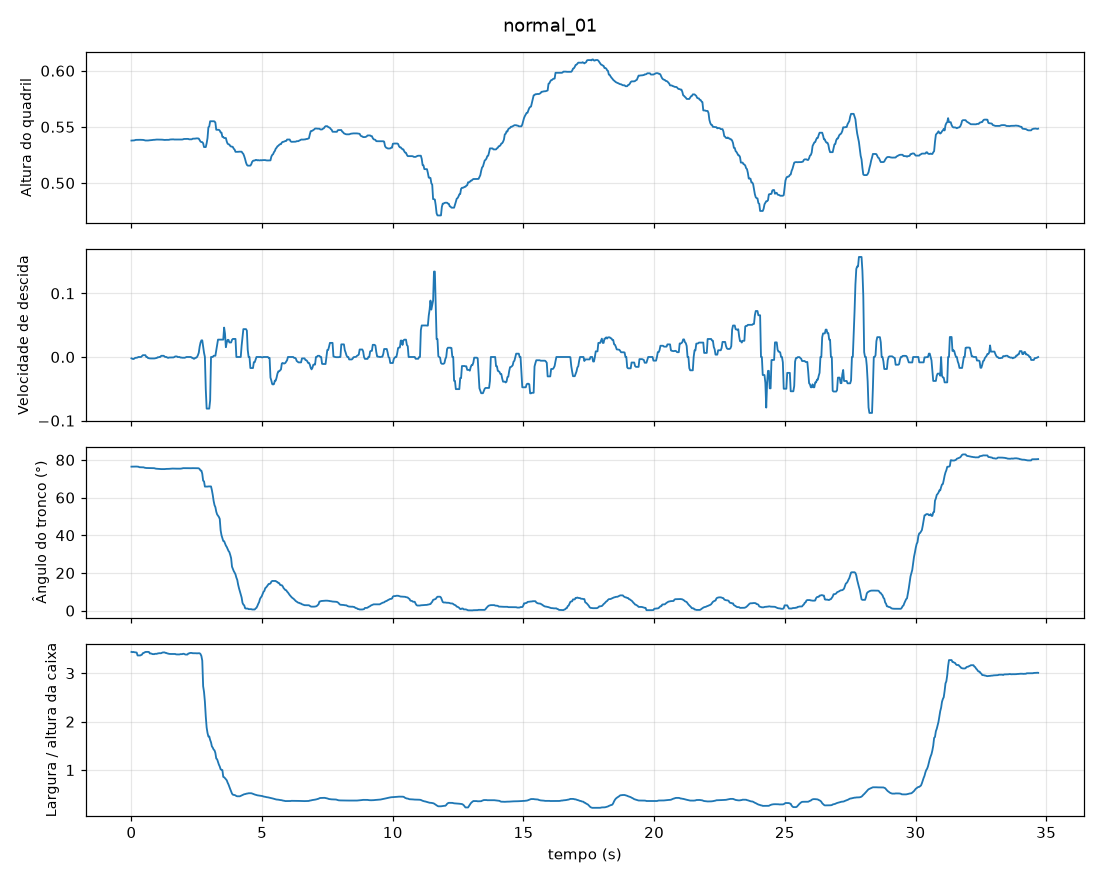 normal_01
Altura do quadril
0.60
0.55
0.50
Velocidade de descida
0.1
0.0
−0.1
Ângulo do tronco (°)
80
60
40
20
0
Largura / altura da caixa
3
2
1
0 5 10 15 20 25 30 35
tempo (s)